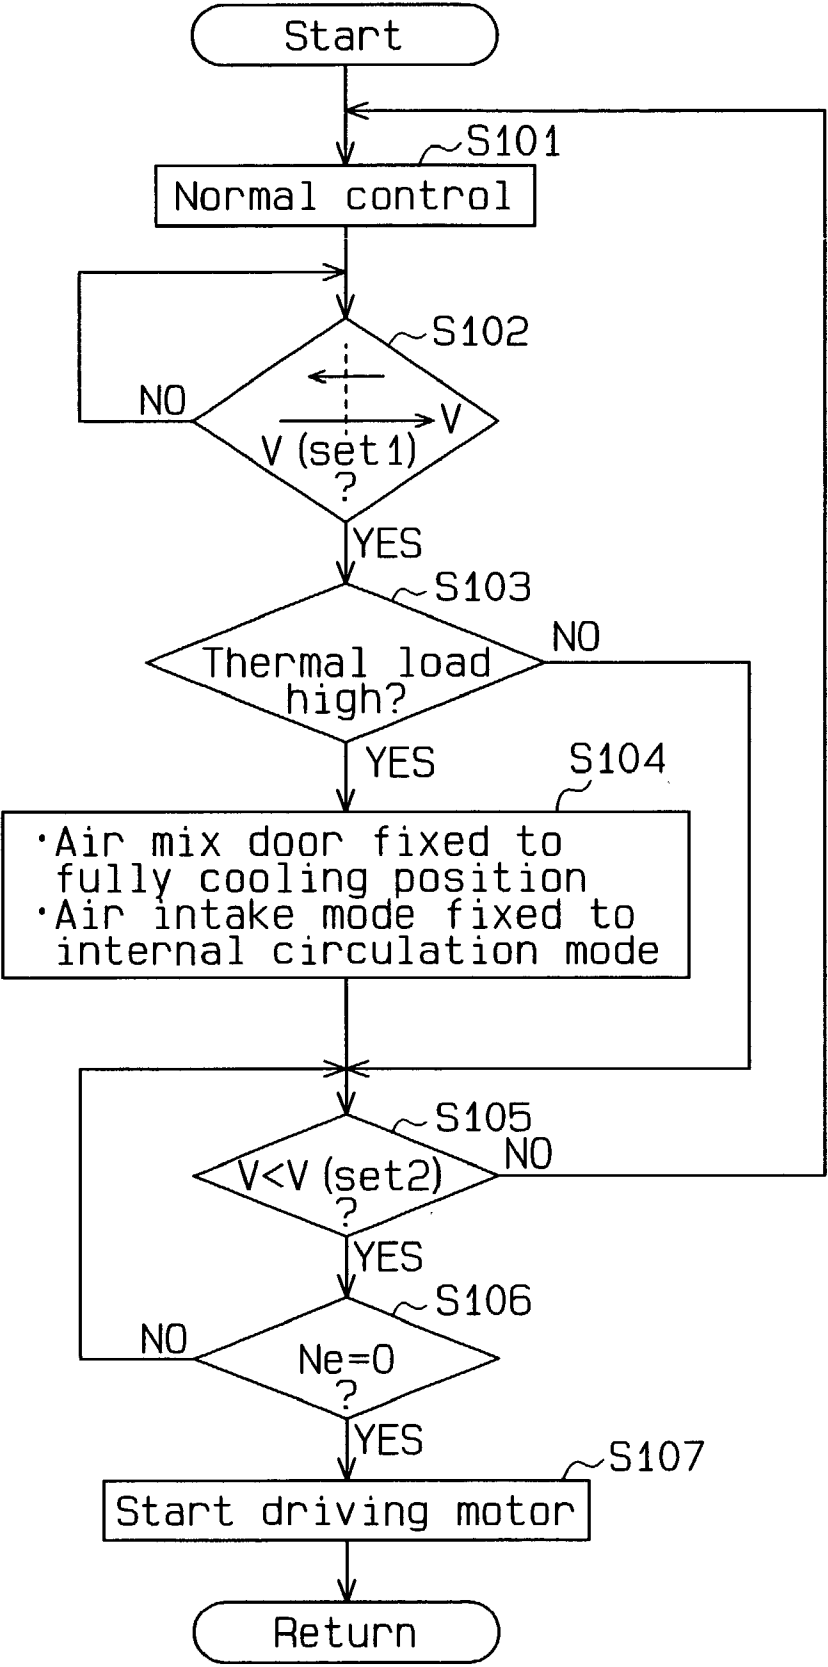 Start
S101
Normal control
S102
NO
V
V (set1)
?
YES
S103
NO
Thermal load
high?
YES
S104
・Air mix door fixed to
fully cooling position
・Air intake mode fixed to
internal circulation mode
S105
NO
V<V (set2)
?
YES
S106
NO
Ne=0
?
YES
S107
Start driving motor
Return